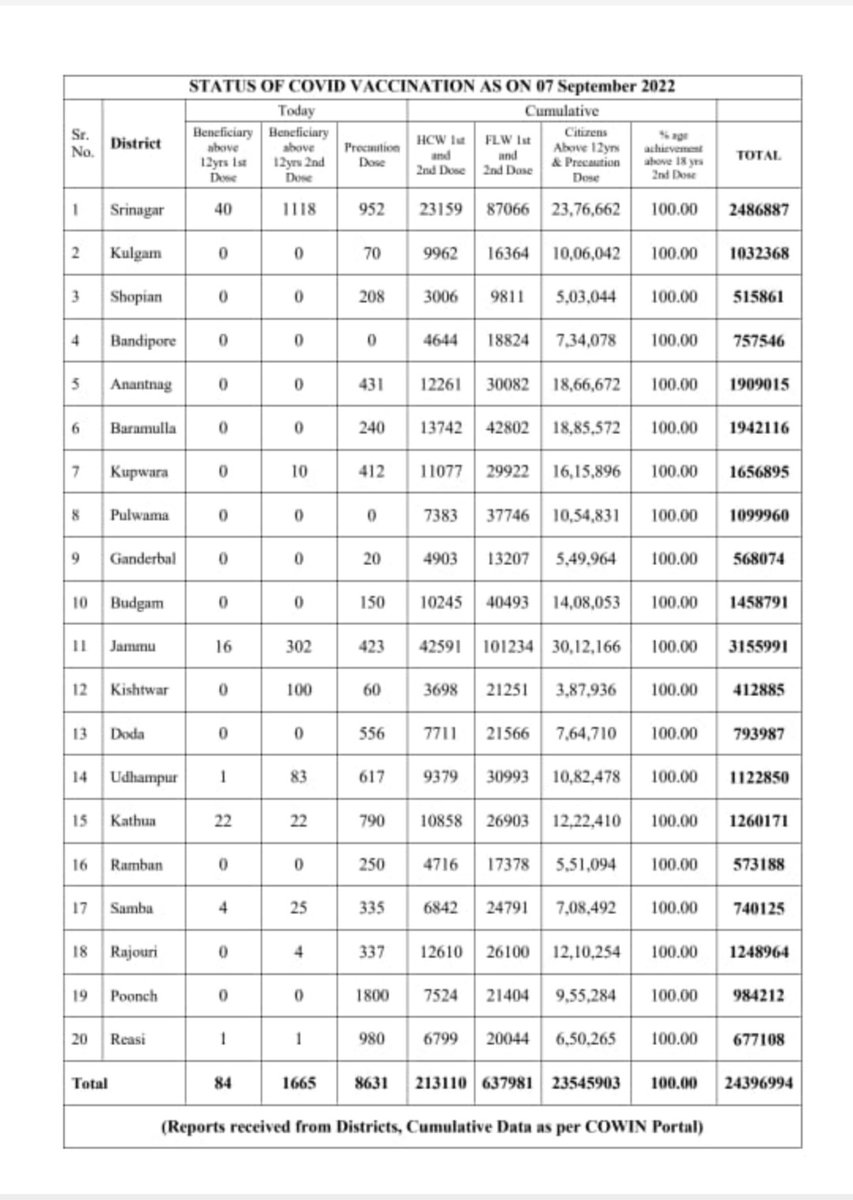 STATUS OF COVID VACCINATION AS ON 07 September 2022
Sr. No. District Today Cumulative
Beneficiary above 12yrs 1st Dose Beneficiary above 12yrs 2nd Dose Precaution Dose HCW 1st and 2nd Dose FLW 1st and 2nd Dose Citizens Above 12yrs & Precaution Dose % age achievement above 18 yrs 2nd Dose TOTAL
1 Srinagar 40 1118 952 23159 87066 23,76,662 100.00 2486887
2 Kulgam 0 0 70 9962 16364 10,06,042 100.00 1032368
3 Shopian 0 0 208 3006 9811 5,03,044 100.00 515861
4 Bandipore 0 0 0 4644 18824 7,34,078 100.00 757546
5 Anantnag 0 0 431 12261 30082 18,66,672 100.00 1909015
6 Baramulla 0 0 240 13742 42802 18,85,572 100.00 1942116
7 Kupwara 0 10 412 11077 29922 16,15,896 100.00 1656895
8 Pulwama 0 0 0 7383 37746 10,54,831 100.00 1099960
9 Ganderbal 0 0 20 4903 13207 5,49,964 100.00 568074
10 Budgam 0 0 150 10245 40493 14,08,053 100.00 1458791
11 Jammu 16 302 423 42591 101234 30,12,166 100.00 3155991
12 Kishtwar 0 100 60 3698 21251 3,87,936 100.00 412885
13 Doda 0 0 556 7711 21566 7,64,710 100.00 793987
14 Udhampur 1 83 617 9379 30993 10,82,478 100.00 1122850
15 Kathua 22 22 790 10858 26903 12,22,410 100.00 1260171
16 Ramban 0 0 250 4716 17378 5,51,094 100.00 573188
17 Samba 4 25 335 6842 24791 7,08,492 100.00 740125
18 Rajouri 0 4 337 12610 26100 12,10,254 100.00 1248964
19 Poonch 0 0 1800 7524 21404 9,55,284 100.00 984212
20 Reasi 1 1 980 6799 20044 6,50,265 100.00 677108
Total 84 1665 8631 213110 637981 23545903 100.00 24396994
(Reports received from Districts, Cumulative Data as per COWIN Portal)